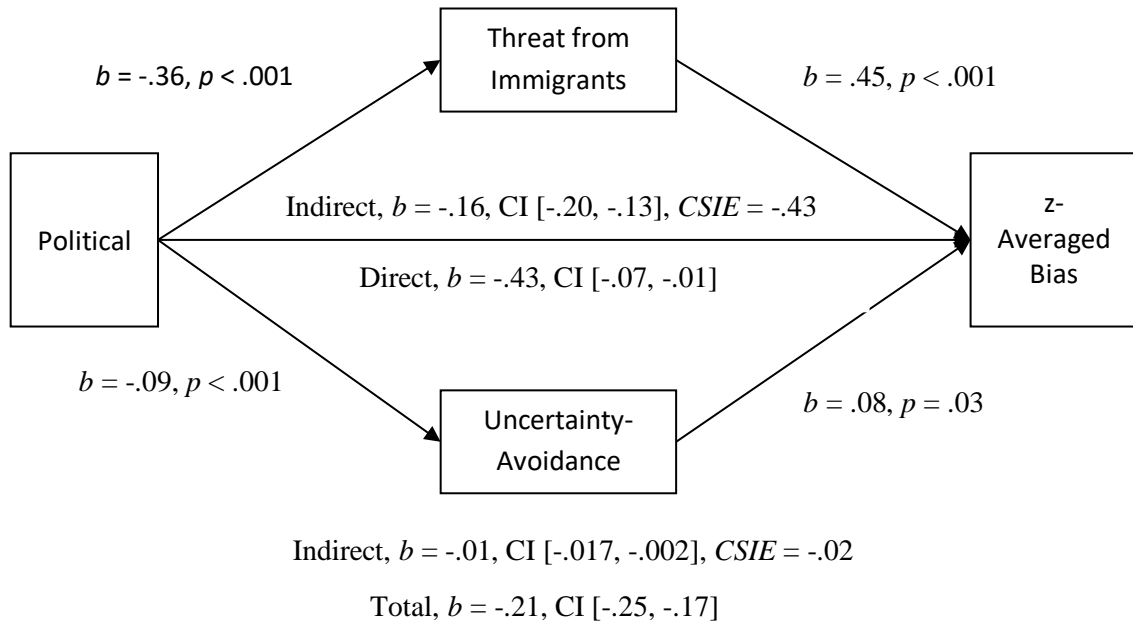 Threat from
Immigrants
b = -.36, p < .001
b = .45, p < .001
Political
Indirect, b = -.16, CI [-.20, -.13], CSIE = -.43
Direct, b = -.43, CI [-.07, -.01]
z-
Averaged
Bias
b = -.09, p < .001
b = .08, p = .03
Uncertainty-
Avoidance
Indirect, b = -.01, CI [-.017, -.002], CSIE = -.02
Total, b = -.21, CI [-.25, -.17]